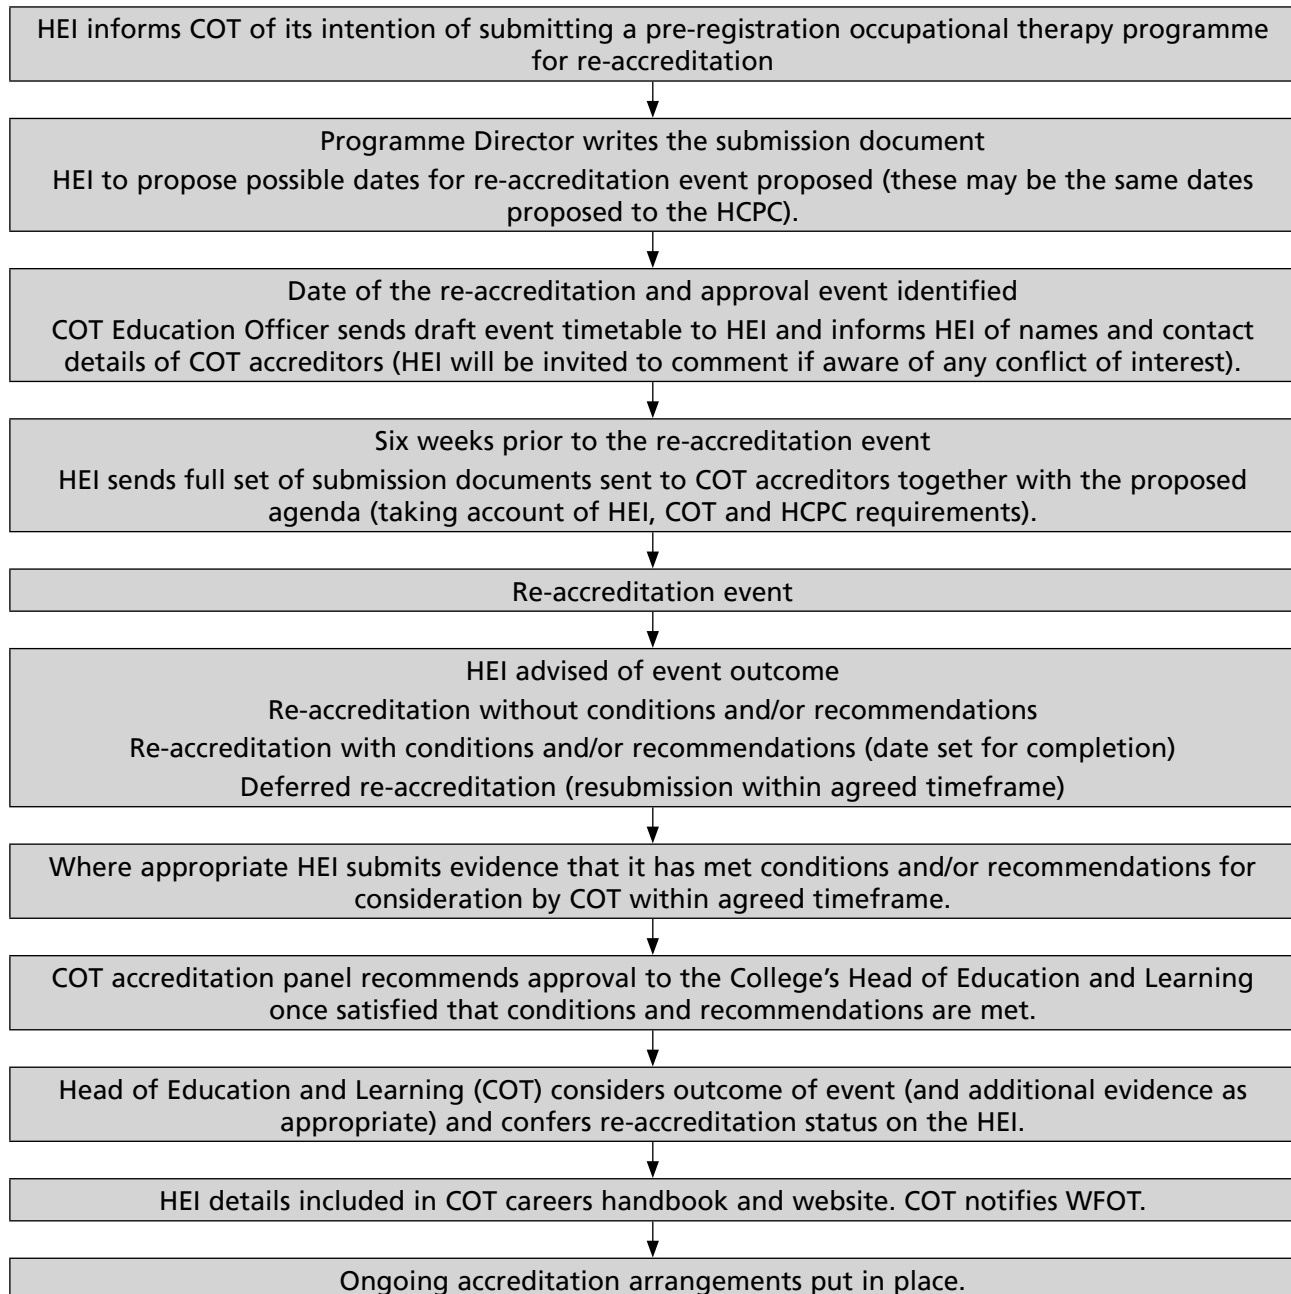 HEI informs COT of its intention of submitting a pre-registration occupational therapy programme
for re-accreditation
Programme Director writes the submission document
HEI to propose possible dates for re-accreditation event proposed (these may be the same dates
proposed to the HCPC).
Date of the re-accreditation and approval event identified
COT Education Officer sends draft event timetable to HEI and informs HEI of names and contact
details of COT accreditors (HEI will be invited to comment if aware of any conflict of interest).
Six weeks prior to the re-accreditation event
HEI sends full set of submission documents sent to COT accreditors together with the proposed
agenda (taking account of HEI, COT and HCPC requirements).
Re-accreditation event
HEI advised of event outcome
Re-accreditation without conditions and/or recommendations
Re-accreditation with conditions and/or recommendations (date set for completion)
Deferred re-accreditation (resubmission within agreed timeframe)
Where appropriate HEI submits evidence that it has met conditions and/or recommendations for
consideration by COT within agreed timeframe.
COT accreditation panel recommends approval to the College’s Head of Education and Learning
once satisfied that conditions and recommendations are met.
Head of Education and Learning (COT) considers outcome of event (and additional evidence as
appropriate) and confers re-accreditation status on the HEI.
HEI details included in COT careers handbook and website. COT notifies WFOT.
Ongoing accreditation arrangements put in place.